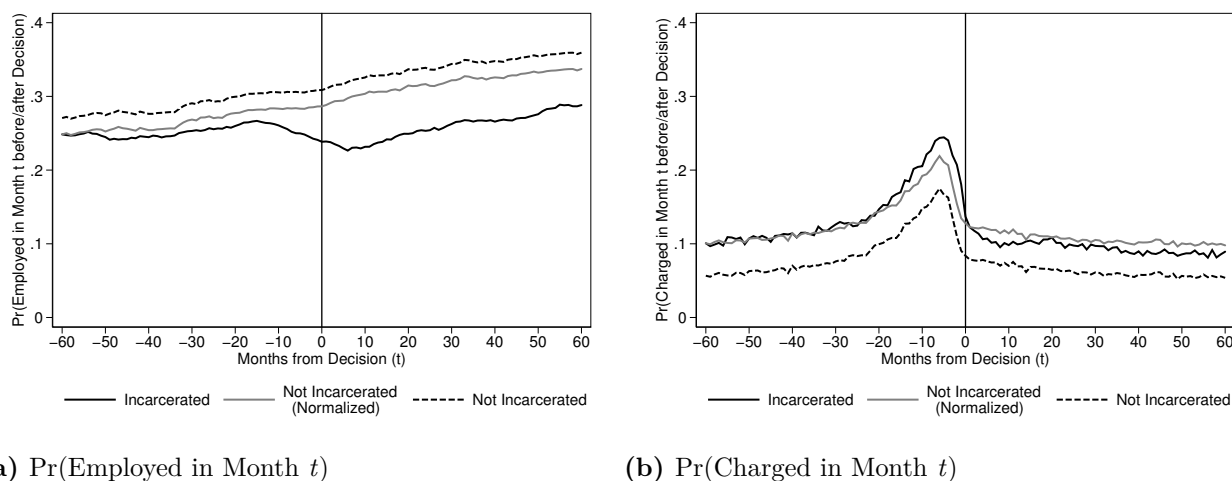 Pr(Employed in Month t before/after Decision)
.4
.3
.2
.1
0
−60 −50 −40 −30 −20 −10 0 10 20 30 40 50 60
Months from Decision (t)
Incarcerated Not Incarcerated (Normalized) Not Incarcerated
a) Pr(Employed in Month t)
Pr(Charged in Month t before/after Decision)
.4
.3
.2
.1
0
−60 −50 −40 −30 −20 −10 0 10 20 30 40 50 60
Months from Decision (t)
Incarcerated Not Incarcerated (Normalized) Not Incarcerated
(b) Pr(Charged in Month t)